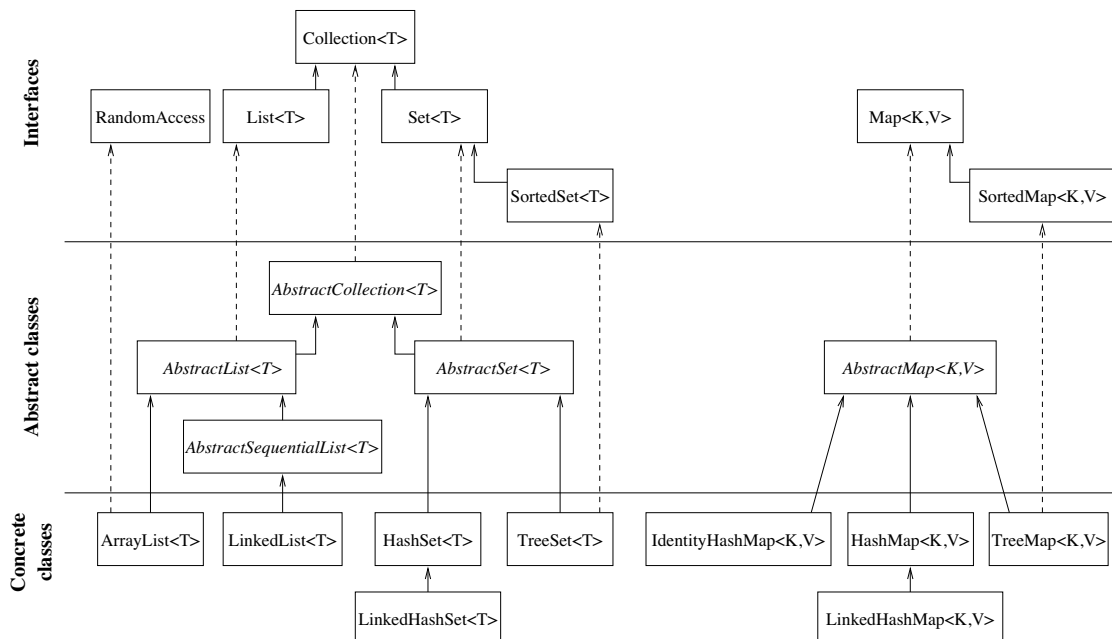 Interfaces
Collection<T>
RandomAccess
List<T>
Set<T>
Map<K,V>
SortedSet<T>
SortedMap<K,V>
Abstract classes
AbstractCollection<T>
AbstractList<T>
AbstractSet<T>
AbstractMap<K,V>
AbstractSequentialList<T>
Concrete
classes
ArrayList<T>
LinkedList<T>
HashSet<T>
TreeSet<T>
IdentityHashMap<K,V>
HashMap<K,V>
TreeMap<K,V>
LinkedHashSet<T>
LinkedHashMap<K,V>